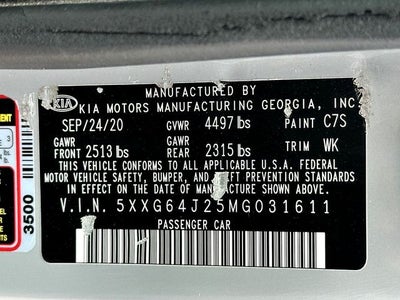 MANUFACTURED BY
KIA
KIA MOTORS MANUFACTURING GEORGIA, INC.
SEP/24/20 GVWR 4497 lbs PAINT C7S
GAWR GAWR
FRONT 2513 lbs REAR 2315 lbs TRIM WK
THIS VEHICLE CONFORMS TO ALL APPLICABLE U.S.A. FEDERAL
MOTOR VEHICLE SAFETY, BUMPER, AND THEFT PREVENTION STANDARDS
IN EFFECT ON THE DATE OF MANUFACTURE SHOWN ABOVE.
V.I.N. 5XXG64J25MG031611
PASSENGER CAR
3500